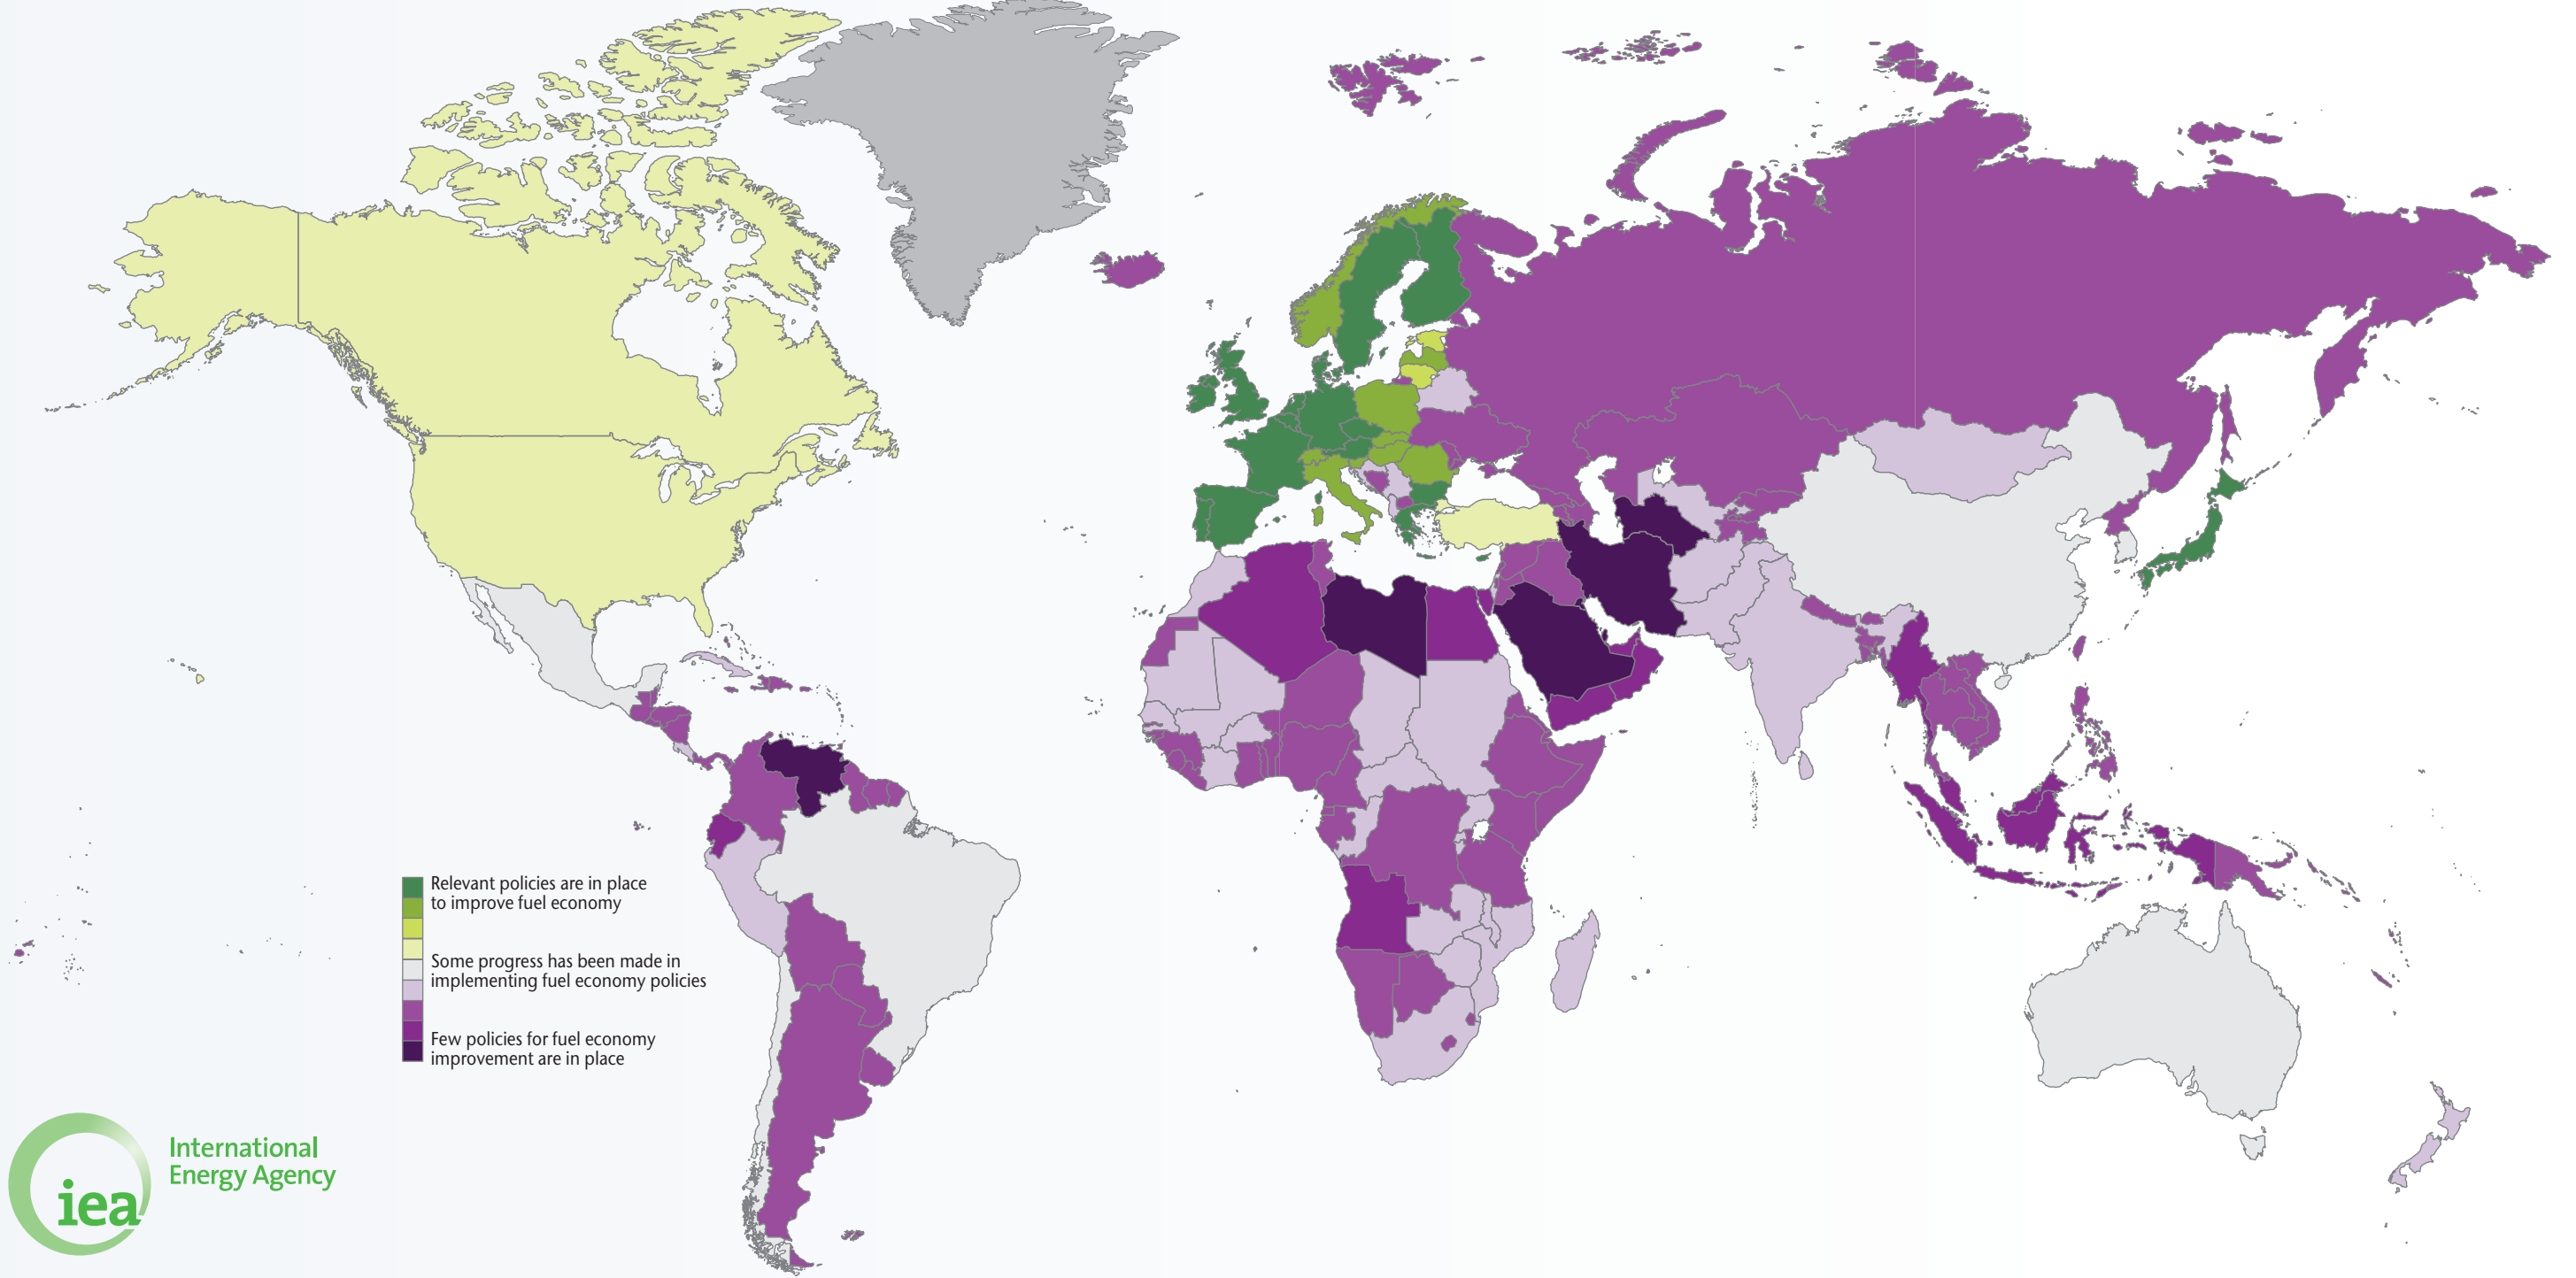 Relevant policies are in place
to improve fuel economy
Some progress has been made in
implementing fuel economy policies
Few policies for fuel economy
improvement are in place
iea
International
Energy Agency